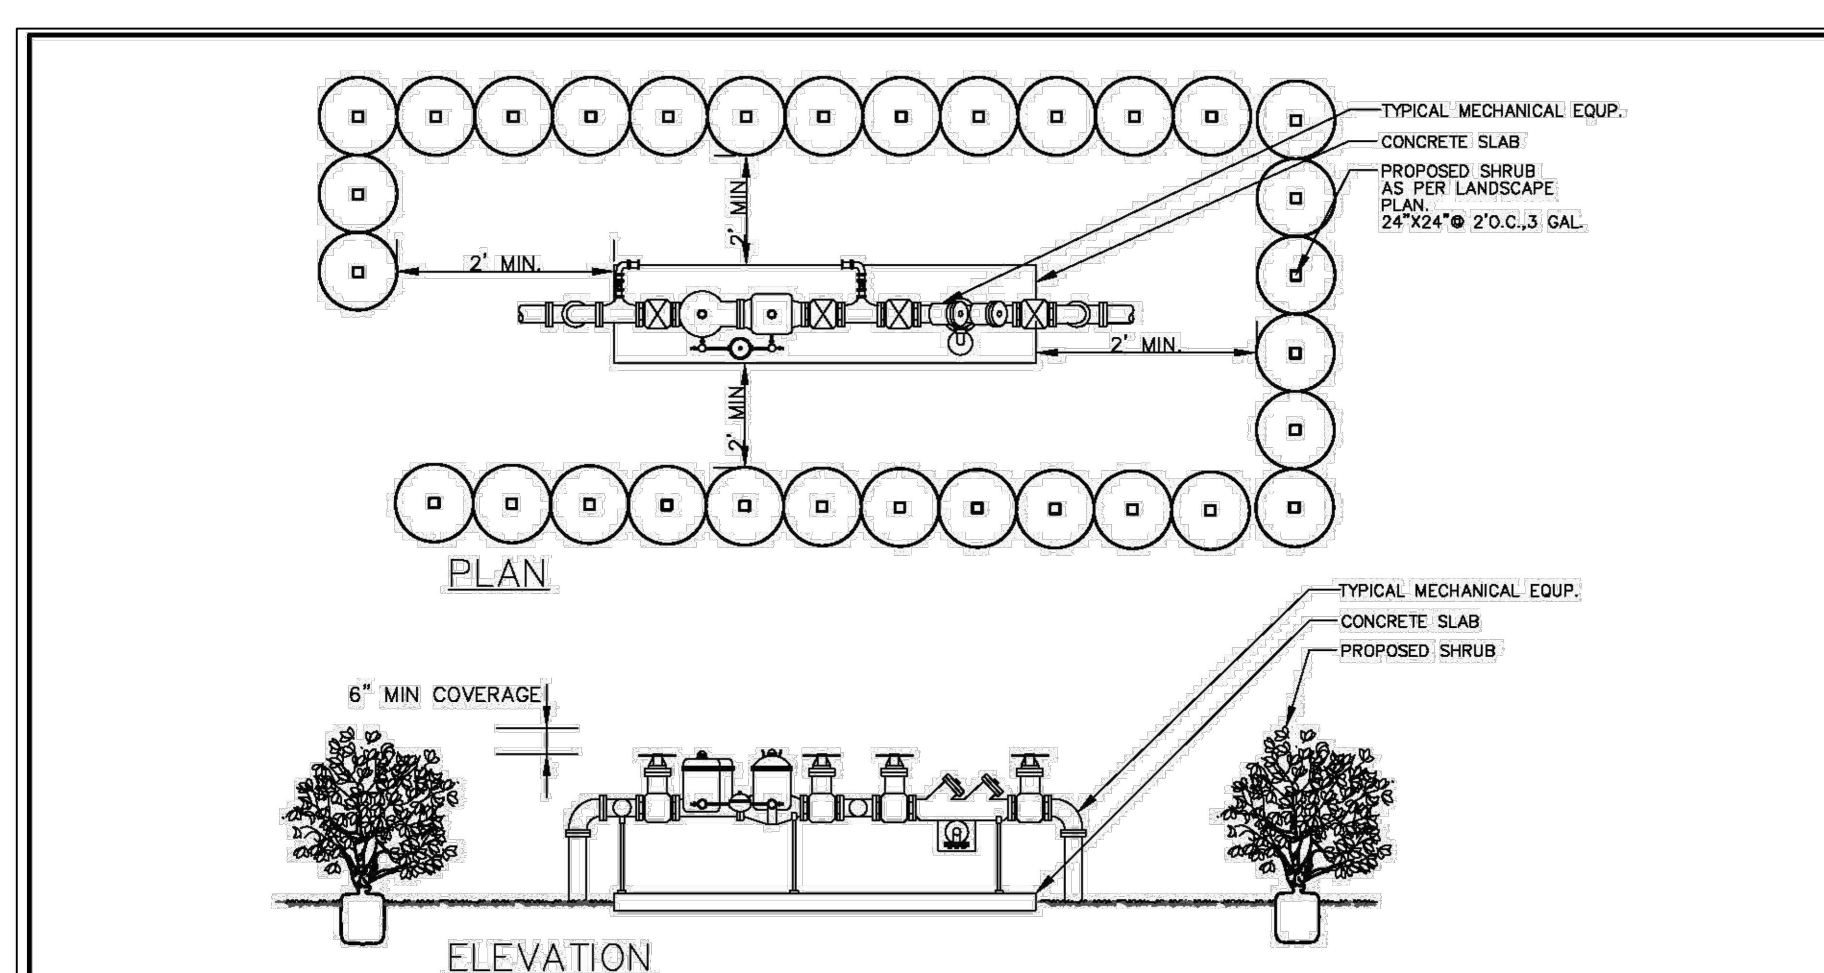 TYPICAL MECHANICAL EQUP.
CONCRETE SLAB
PROPOSED SHRUB
AS PER LANDSCAPE
PLAN.
24"X24"@ 2'O.C.,3 GAL.
2' MIN
2' MIN.
2' MIN.
2' MIN
PLAN
TYPICAL MECHANICAL EQUP.
CONCRETE SLAB
PROPOSED SHRUB
6" MIN COVERAGE
ELEVATION